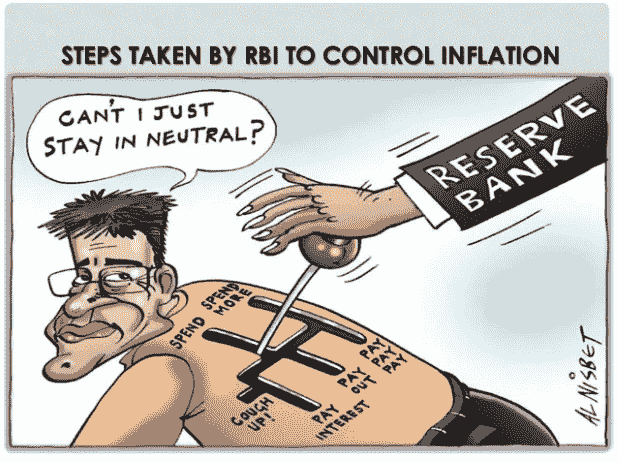 STEPS TAKEN BY RBI TO CONTROL INFLATION
CAN'T I JUST
STAY IN NEUTRAL?
RESERVE
BANK
SPEND
SPEND
MORE
PAY
PAY
PAY
PAY
OUT
COUGH
UP!
PAY
INTEREST
AL NISBET